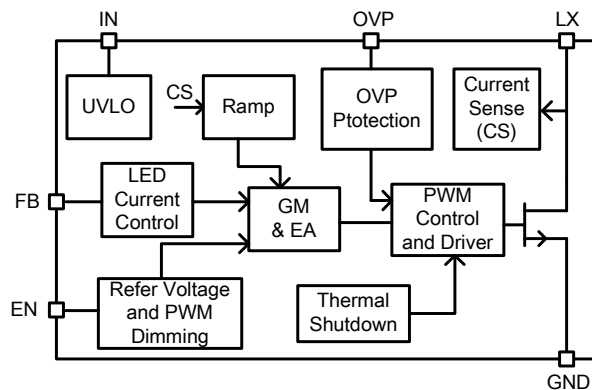 IN
OVP
LX
UVLO
CS
Ramp
OVP
Ptotection
Current
Sense
(CS)
FB
LED
Current
Control
GM
& EA
PWM
Control
and Driver
EN
Refer Voltage
and PWM
Dimming
Thermal
Shutdown
GND